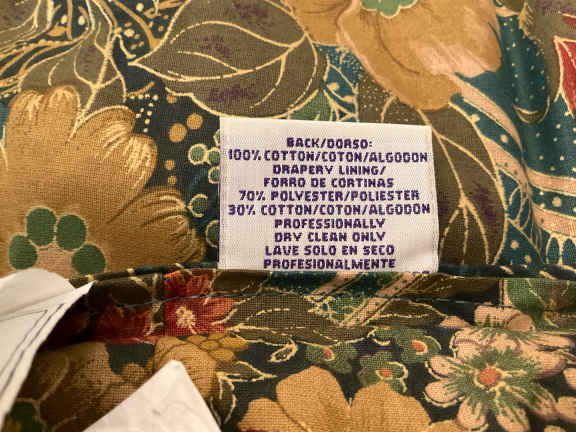 BACK/DORSO:
100% COTTON/COTON/ALGODON
DRAPERY LINING/
FORRO DE CORTINAS
70% POLYESTER/POLIESTER
30% COTTON/COTON/ALGODON
PROFESSIONALLY
DRY CLEAN ONLY
LAVE SOLO EN SECO
PROFESIONALMENTE